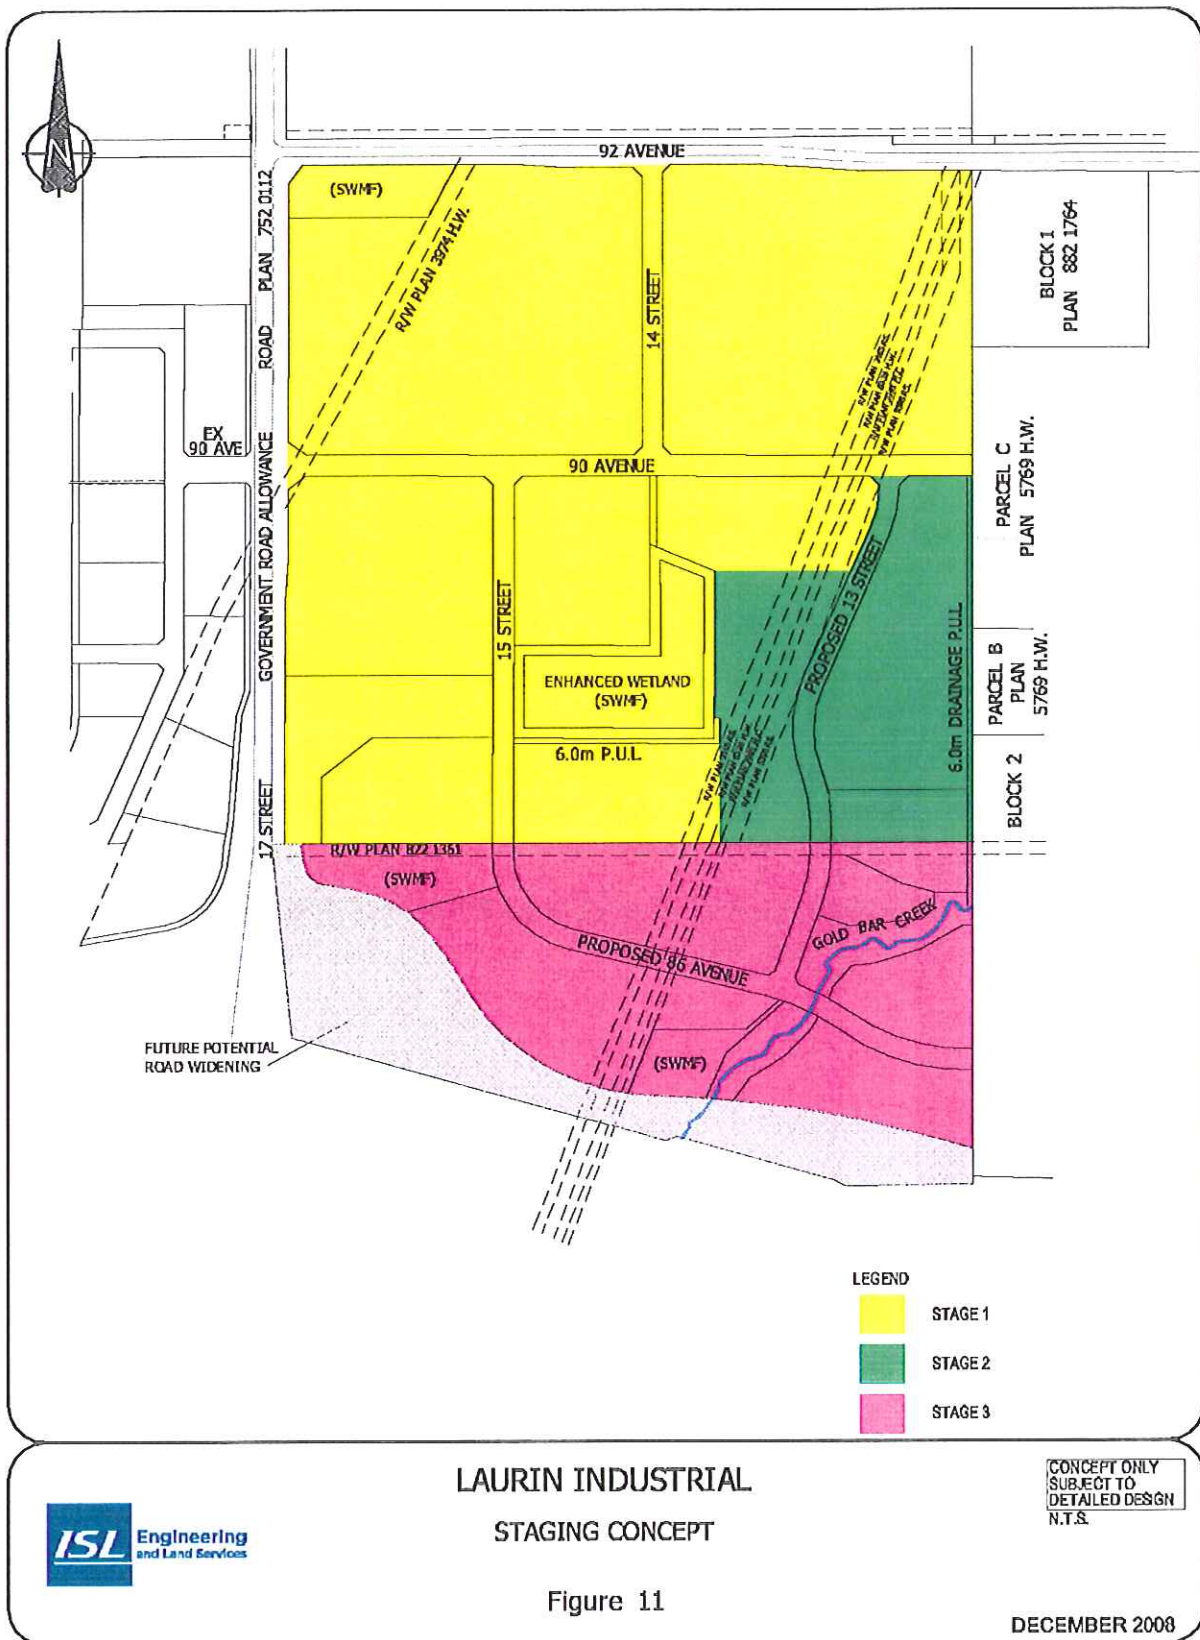 N
92 AVENUE
(SWMF)
ROAD PLAN 752 0112
R/W PLAN 3974 H.W.
14 STREET
BLOCK 1
PLAN 882 1764
EX
90 AVE
GOVERNMENT ROAD ALLOWANCE
90 AVENUE
PARCEL C
PLAN 5769 H.W.
15 STREET
PROPOSED 13 STREET
ENHANCED WETLAND
(SWMF)
6.0m DRAINAGE P.U.L.
PARCEL B
PLAN
5769 H.W.
6.0m P.U.L.
17 STREET
BLOCK 2
R/W PLAN 822 1351
(SWMF)
GOLD BAR CREEK
PROPOSED 86 AVENUE
FUTURE POTENTIAL
ROAD WIDENING
(SWMF)
LEGEND
STAGE 1
STAGE 2
STAGE 3
LAURIN INDUSTRIAL
STAGING CONCEPT
Figure 11
ISL Engineering
and Land Services
CONCEPT ONLY
SUBJECT TO
DETAILED DESIGN
N.T.S.
DECEMBER 2008